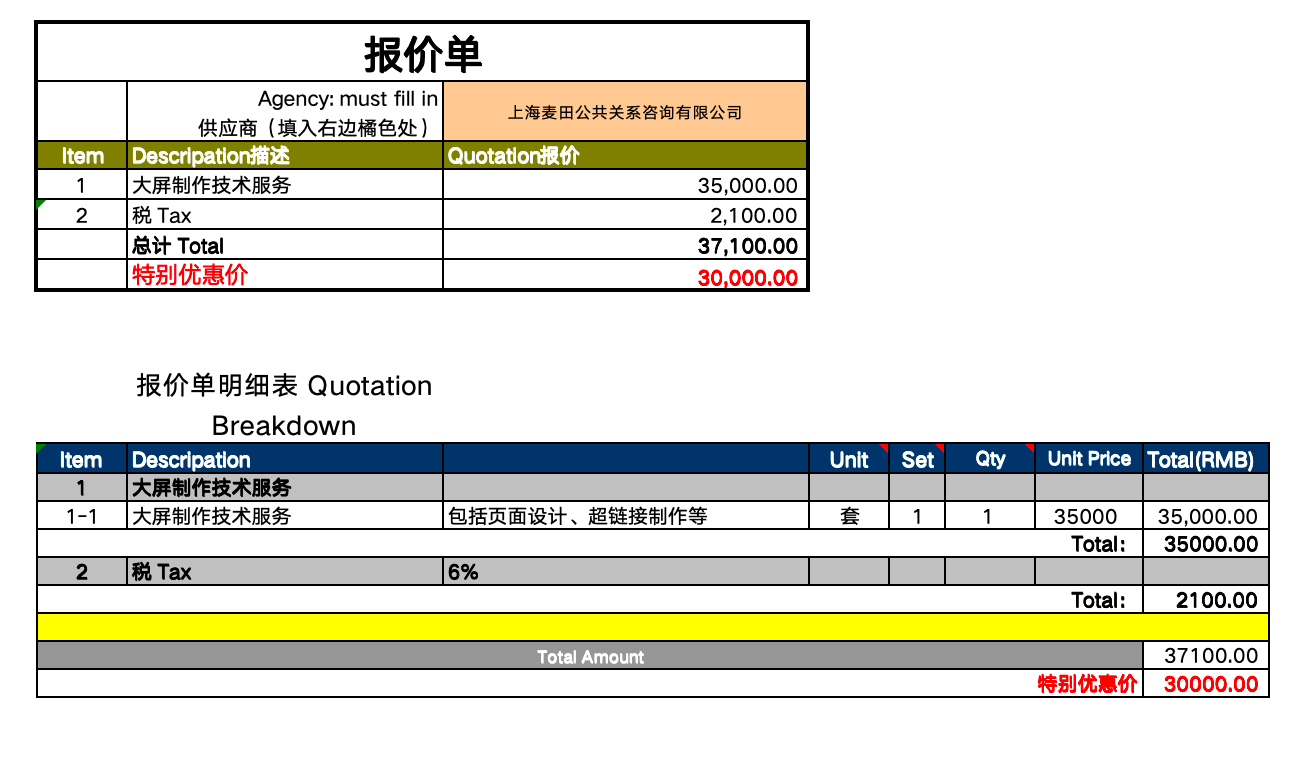 报价单
Agency: must fill in
供应商（填入右边橘色处）
上海麦田公共关系咨询有限公司
Item Descripation描述 Quotation报价
1 大屏制作技术服务 35,000.00
2 税 Tax 2,100.00
总计 Total 37,100.00
特别优惠价 30,000.00
报价单明细表 Quotation
Breakdown
Item Descripation Unit Set Qty Unit Price Total(RMB)
1 大屏制作技术服务
1-1 大屏制作技术服务 包括页面设计、超链接制作等 套 1 1 35000 35,000.00
Total: 35000.00
2 税 Tax 6%
Total: 2100.00
Total Amount 37100.00
特别优惠价 30000.00